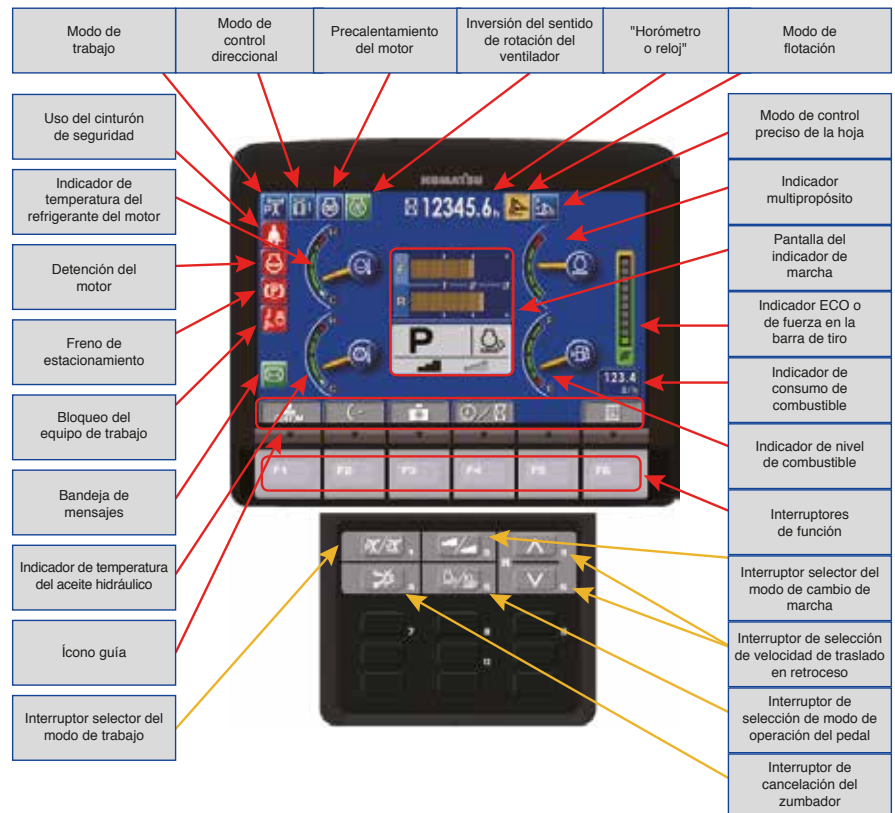 Modo de
trabajo
Modo de
control
direccional
Precalentamiento
del motor
Inversión del sentido
de rotación del
ventilador
"Horómetro
o reloj"
Modo de
flotación
Uso del cinturón
de seguridad
Indicador de
temperatura del
refrigerante del motor
Detención del
motor
Freno de
estacionamiento
Bloqueo del
equipo de trabajo
Bandeja de
mensajes
Indicador de temperatura
del aceite hidráulico
Ícono guía
Interruptor selector del
modo de trabajo
KOMATSU
12345.6h
F
R
P
123.4
F1 F2 F3 F4 F5 F6
Modo de control
preciso de la hoja
Indicador
multipropósito
Pantalla del
indicador de
marcha
Indicador ECO o
de fuerza en la
barra de tiro
Indicador de
consumo de
combustible
Indicador de nivel
de combustible
Interruptores
de función
Interruptor selector del
modo de cambio de
marcha
Interruptor de selección
de velocidad de traslado
en retroceso
Interruptor de
selección de modo de
operación del pedal
Interruptor de
cancelación del
zumbador